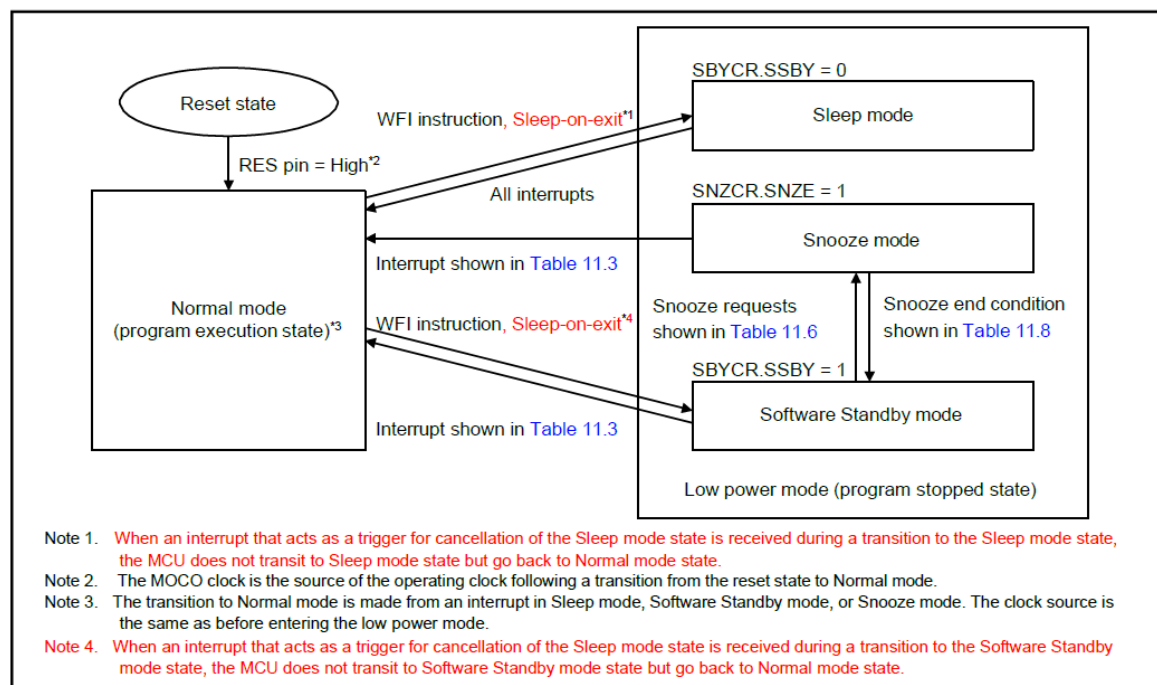 Reset state
RES pin = High*2
Normal mode
(program execution state)*3
WFI instruction, Sleep-on-exit*1
All interrupts
Interrupt shown in Table 11.3
WFI instruction, Sleep-on-exit*4
Interrupt shown in Table 11.3
SBYCR.SSBY = 0
Sleep mode
SNZCR.SNZE = 1
Snooze mode
Snooze requests
shown in Table 11.6
Snooze end condition
shown in Table 11.8
SBYCR.SSBY = 1
Software Standby mode
Low power mode (program stopped state)
Note 1. When an interrupt that acts as a trigger for cancellation of the Sleep mode state is received during a transition to the Sleep mode state,
the MCU does not transit to Sleep mode state but go back to Normal mode state.
Note 2. The MOCO clock is the source of the operating clock following a transition from the reset state to Normal mode.
Note 3. The transition to Normal mode is made from an interrupt in Sleep mode, Software Standby mode, or Snooze mode. The clock source is
the same as before entering the low power mode.
Note 4. When an interrupt that acts as a trigger for cancellation of the Sleep mode state is received during a transition to the Software Standby
mode state, the MCU does not transit to Software Standby mode state but go back to Normal mode state.